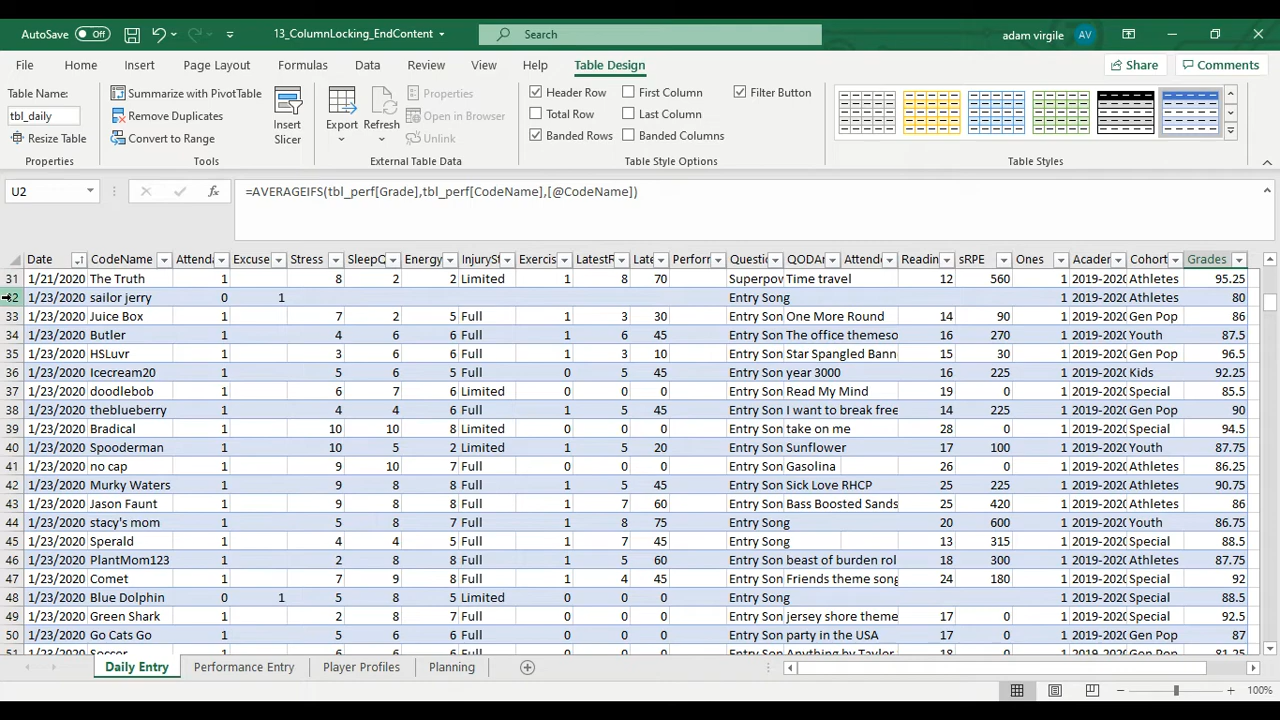 AutoSave Off 13_ColumnLocking_EndContent Search adam virgile AV
File Home Insert Page Layout Formulas Data Review View Help Table Design Share Comments
Table Name: Summarize with PivotTable Properties Header Row First Column Filter Button
tbl_daily Remove Duplicates Insert Slicer Export Refresh Open in Browser Total Row Last Column
Resize Table Convert to Range Unlink Banded Rows Banded Columns
Properties Tools External Table Data Table Style Options Table Styles
U2 fx =AVERAGEIFS(tbl_perf[Grade],tbl_perf[CodeName],[@CodeName])
Date CodeName Attenda Excuse Stress SleepQ Energy InjurySt Exercis LatestR Late Perforr Questi QODAr Attend Readin sRPE Ones Acader Cohort Grades
31 1/21/2020 The Truth 1 8 2 2 Limited 1 8 70 Superpov Time travel 12 560 1 2019-2020 Athletes 95.25
32 1/23/2020 sailor jerry 0 1 Entry Song 1 2019-2020 Athletes 80
33 1/23/2020 Juice Box 1 7 2 5 Full 1 3 30 Entry Son One More Round 14 90 1 2019-2020 Gen Pop 86
34 1/23/2020 Butler 1 4 6 6 Full 1 6 45 Entry Son The office themeso 16 270 1 2019-2020 Youth 87.5
35 1/23/2020 HSLuvr 1 3 6 6 Full 1 3 10 Entry Son Star Spangled Bann 15 30 1 2019-2020 Gen Pop 96.5
36 1/23/2020 Icecream20 1 5 6 5 Full 0 5 45 Entry Son year 3000 16 225 1 2019-2020 Kids 92.25
37 1/23/2020 doodlebob 1 6 7 6 Limited 0 0 0 Entry Son Read My Mind 19 0 1 2019-2020 Special 85.5
38 1/23/2020 theblueberry 1 4 4 6 Full 1 5 45 Entry Son I want to break free 14 225 1 2019-2020 Gen Pop 90
39 1/23/2020 Bradical 1 10 10 8 Limited 0 0 0 Entry Son take on me 28 0 1 2019-2020 Special 94.5
40 1/23/2020 Spooderman 1 10 5 2 Limited 1 5 20 Entry Son Sunflower 17 100 1 2019-2020 Youth 87.75
41 1/23/2020 no cap 1 9 10 7 Full 0 0 0 Entry Son Gasolina 26 0 1 2019-2020 Athletes 86.25
42 1/23/2020 Murky Waters 1 9 8 8 Full 1 5 45 Entry Son Sick Love RHCP 25 225 1 2019-2020 Athletes 90.75
43 1/23/2020 Jason Faunt 1 9 8 8 Full 1 7 60 Entry Son Bass Boosted Sands 25 420 1 2019-2020 Athletes 86
44 1/23/2020 stacy's mom 1 5 8 7 Full 1 8 75 Entry Song 20 600 1 2019-2020 Youth 86.75
45 1/23/2020 Sperald 1 4 4 5 Full 1 7 45 Entry Song 13 315 1 2019-2020 Special 88.5
46 1/23/2020 PlantMom123 1 2 8 8 Full 1 5 60 Entry Son beast of burden rol 18 300 1 2019-2020 Athletes 87.75
47 1/23/2020 Comet 1 7 9 8 Full 1 4 45 Entry Son Friends theme song 24 180 1 2019-2020 Special 92
48 1/23/2020 Blue Dolphin 0 1 5 8 5 Limited 0 0 0 Entry Song 1 2019-2020 Special 88.5
49 1/23/2020 Green Shark 1 6 4 7 Full 0 0 0 Entry Son jersey shore theme 17 0 1 2019-2020 Special 92.5
50 1/23/2020 Go Cats Go 1 5 6 6 Full 0 0 0 Entry Son party in the USA 17 0 1 2019-2020 Gen Pop 87
Daily Entry Performance Entry Player Profiles Planning
100%